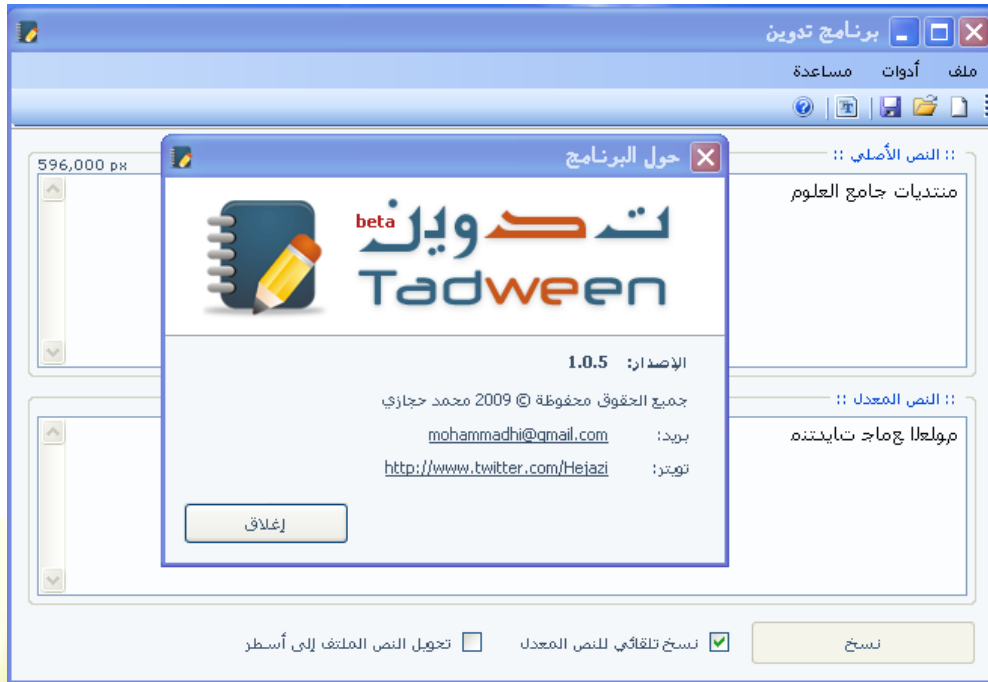 برنامج تدوين
ملف أدوات مساعدة
:: النص الأصلي ::
596,000 px
منتديات جامع العلوم
حول البرنامج
تدوين beta
Tadween
الإصدار: 1.0.5
جميع الحقوق محفوظة © 2009 محمد حجازي
بريد: mohammadhi@gmail.com
تويتر: http://www.twitter.com/Hejazi
إغلاق
:: النص المعدل ::
ﻡﻮﻠﻌﻟﺍ ﻊﻣﺎﺟ ﺕﺎﻳﺪﺘﻨﻣ
نسخ
نسخ تلقائي للنص المعدل
تحويل النص الملتف إلى أسطر